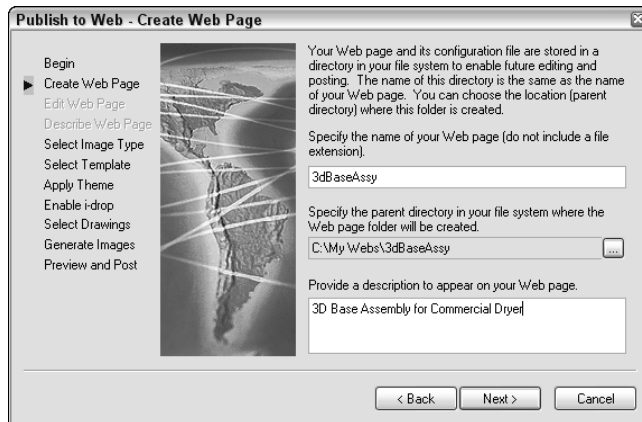 Publish to Web - Create Web Page
Begin
Create Web Page
Edit Web Page
Describe Web Page
Select Image Type
Select Template
Apply Theme
Enable i-drop
Select Drawings
Generate Images
Preview and Post
Your Web page and its configuration file are stored in a
directory in your file system to enable future editing and
posting. The name of this directory is the same as the name
of your Web page. You can choose the location (parent
directory) where this folder is created.
Specify the name of your Web page (do not include a file
extension).
3dBaseAssy
Specify the parent directory in your file system where the
Web page folder will be created.
C:\My Webs\3dBaseAssy
...
Provide a description to appear on your Web page.
3D Base Assembly for Commercial Dryer
< Back
Next >
Cancel